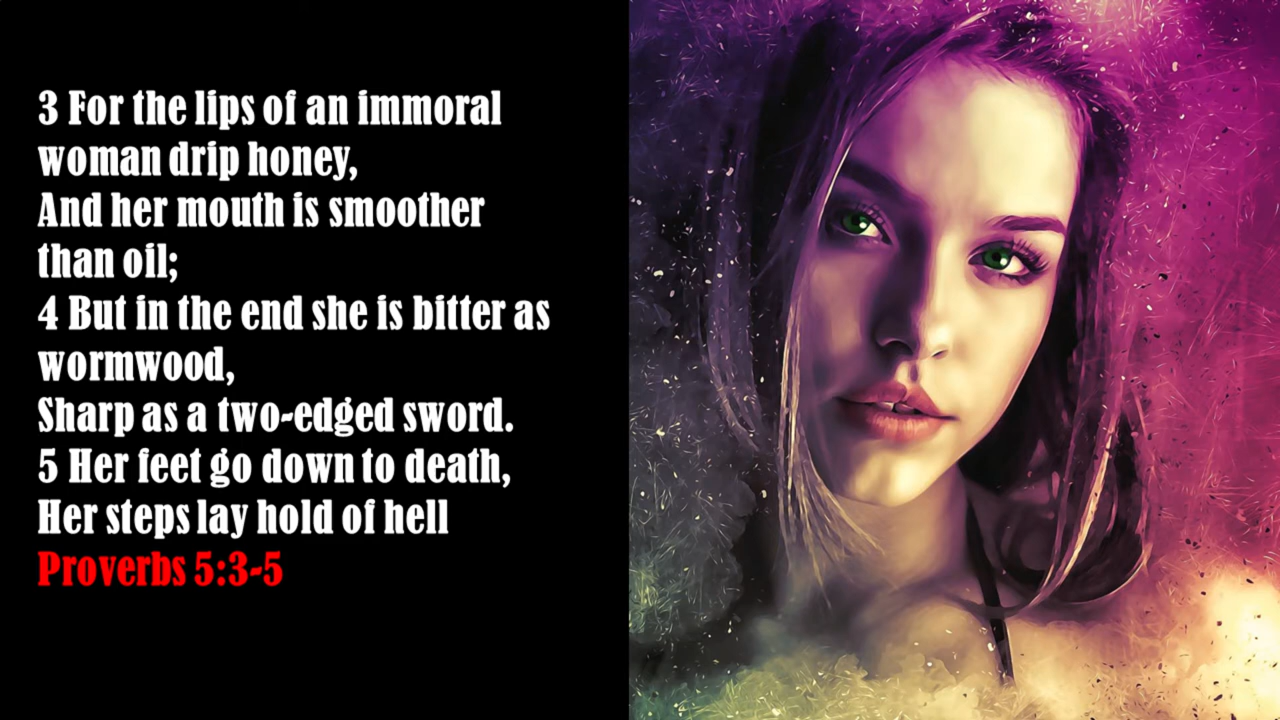 3 For the lips of an immoral
woman drip honey,
And her mouth is smoother
than oil;
4 But in the end she is bitter as
wormwood,
Sharp as a two-edged sword.
5 Her feet go down to death,
Her steps lay hold of hell
Proverbs 5:3-5